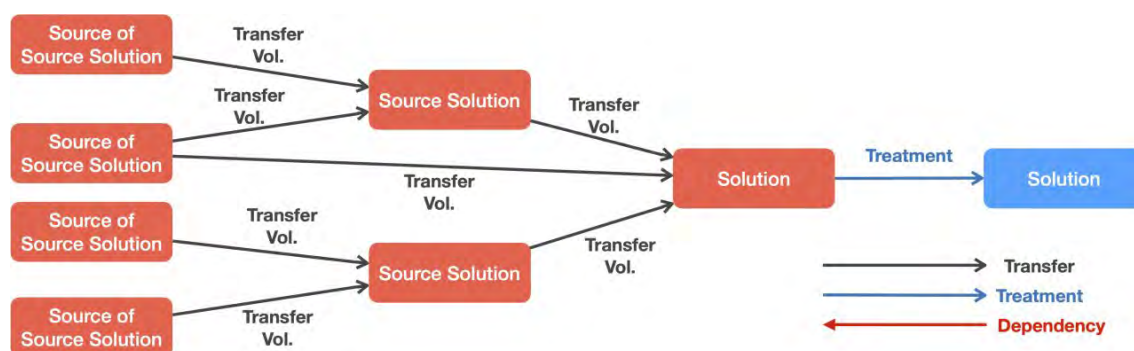 Source of
Source Solution
Transfer
Vol.
Source Solution
Transfer
Vol.
Source of
Source Solution
Transfer
Vol.
Transfer
Vol.
Solution
Treatment
Solution
Source of
Source Solution
Transfer
Vol.
Source Solution
Transfer
Vol.
Source of
Source Solution
Transfer
Vol.
Transfer
Treatment
Dependency